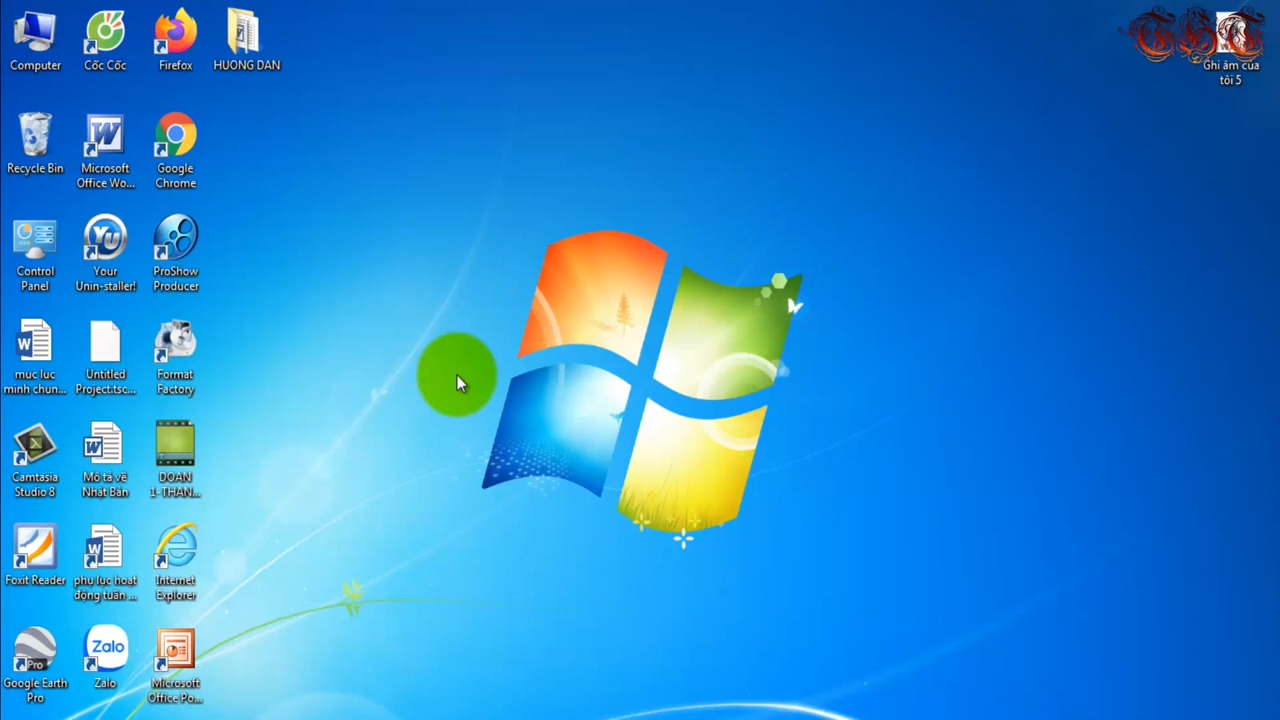 Computer
Cốc Cốc
Firefox
HUONG DAN
Ghi âm của
tôi 5
Recycle Bin
Microsoft
Office Wo...
Google
Chrome
Control
Panel
Your
Unin-staller!
ProShow
Producer
muc luc
minh chun...
Untitled
Project.tsc...
Format
Factory
Camtasia
Studio 8
Mô tả về
Nhật Bản
DOAN
1- THAN...
Foxit Reader
phụ lục hoạt
động tuần ...
Internet
Explorer
Google Earth
Pro
Zalo
Zalo
Microsoft
Office Po...
Pro